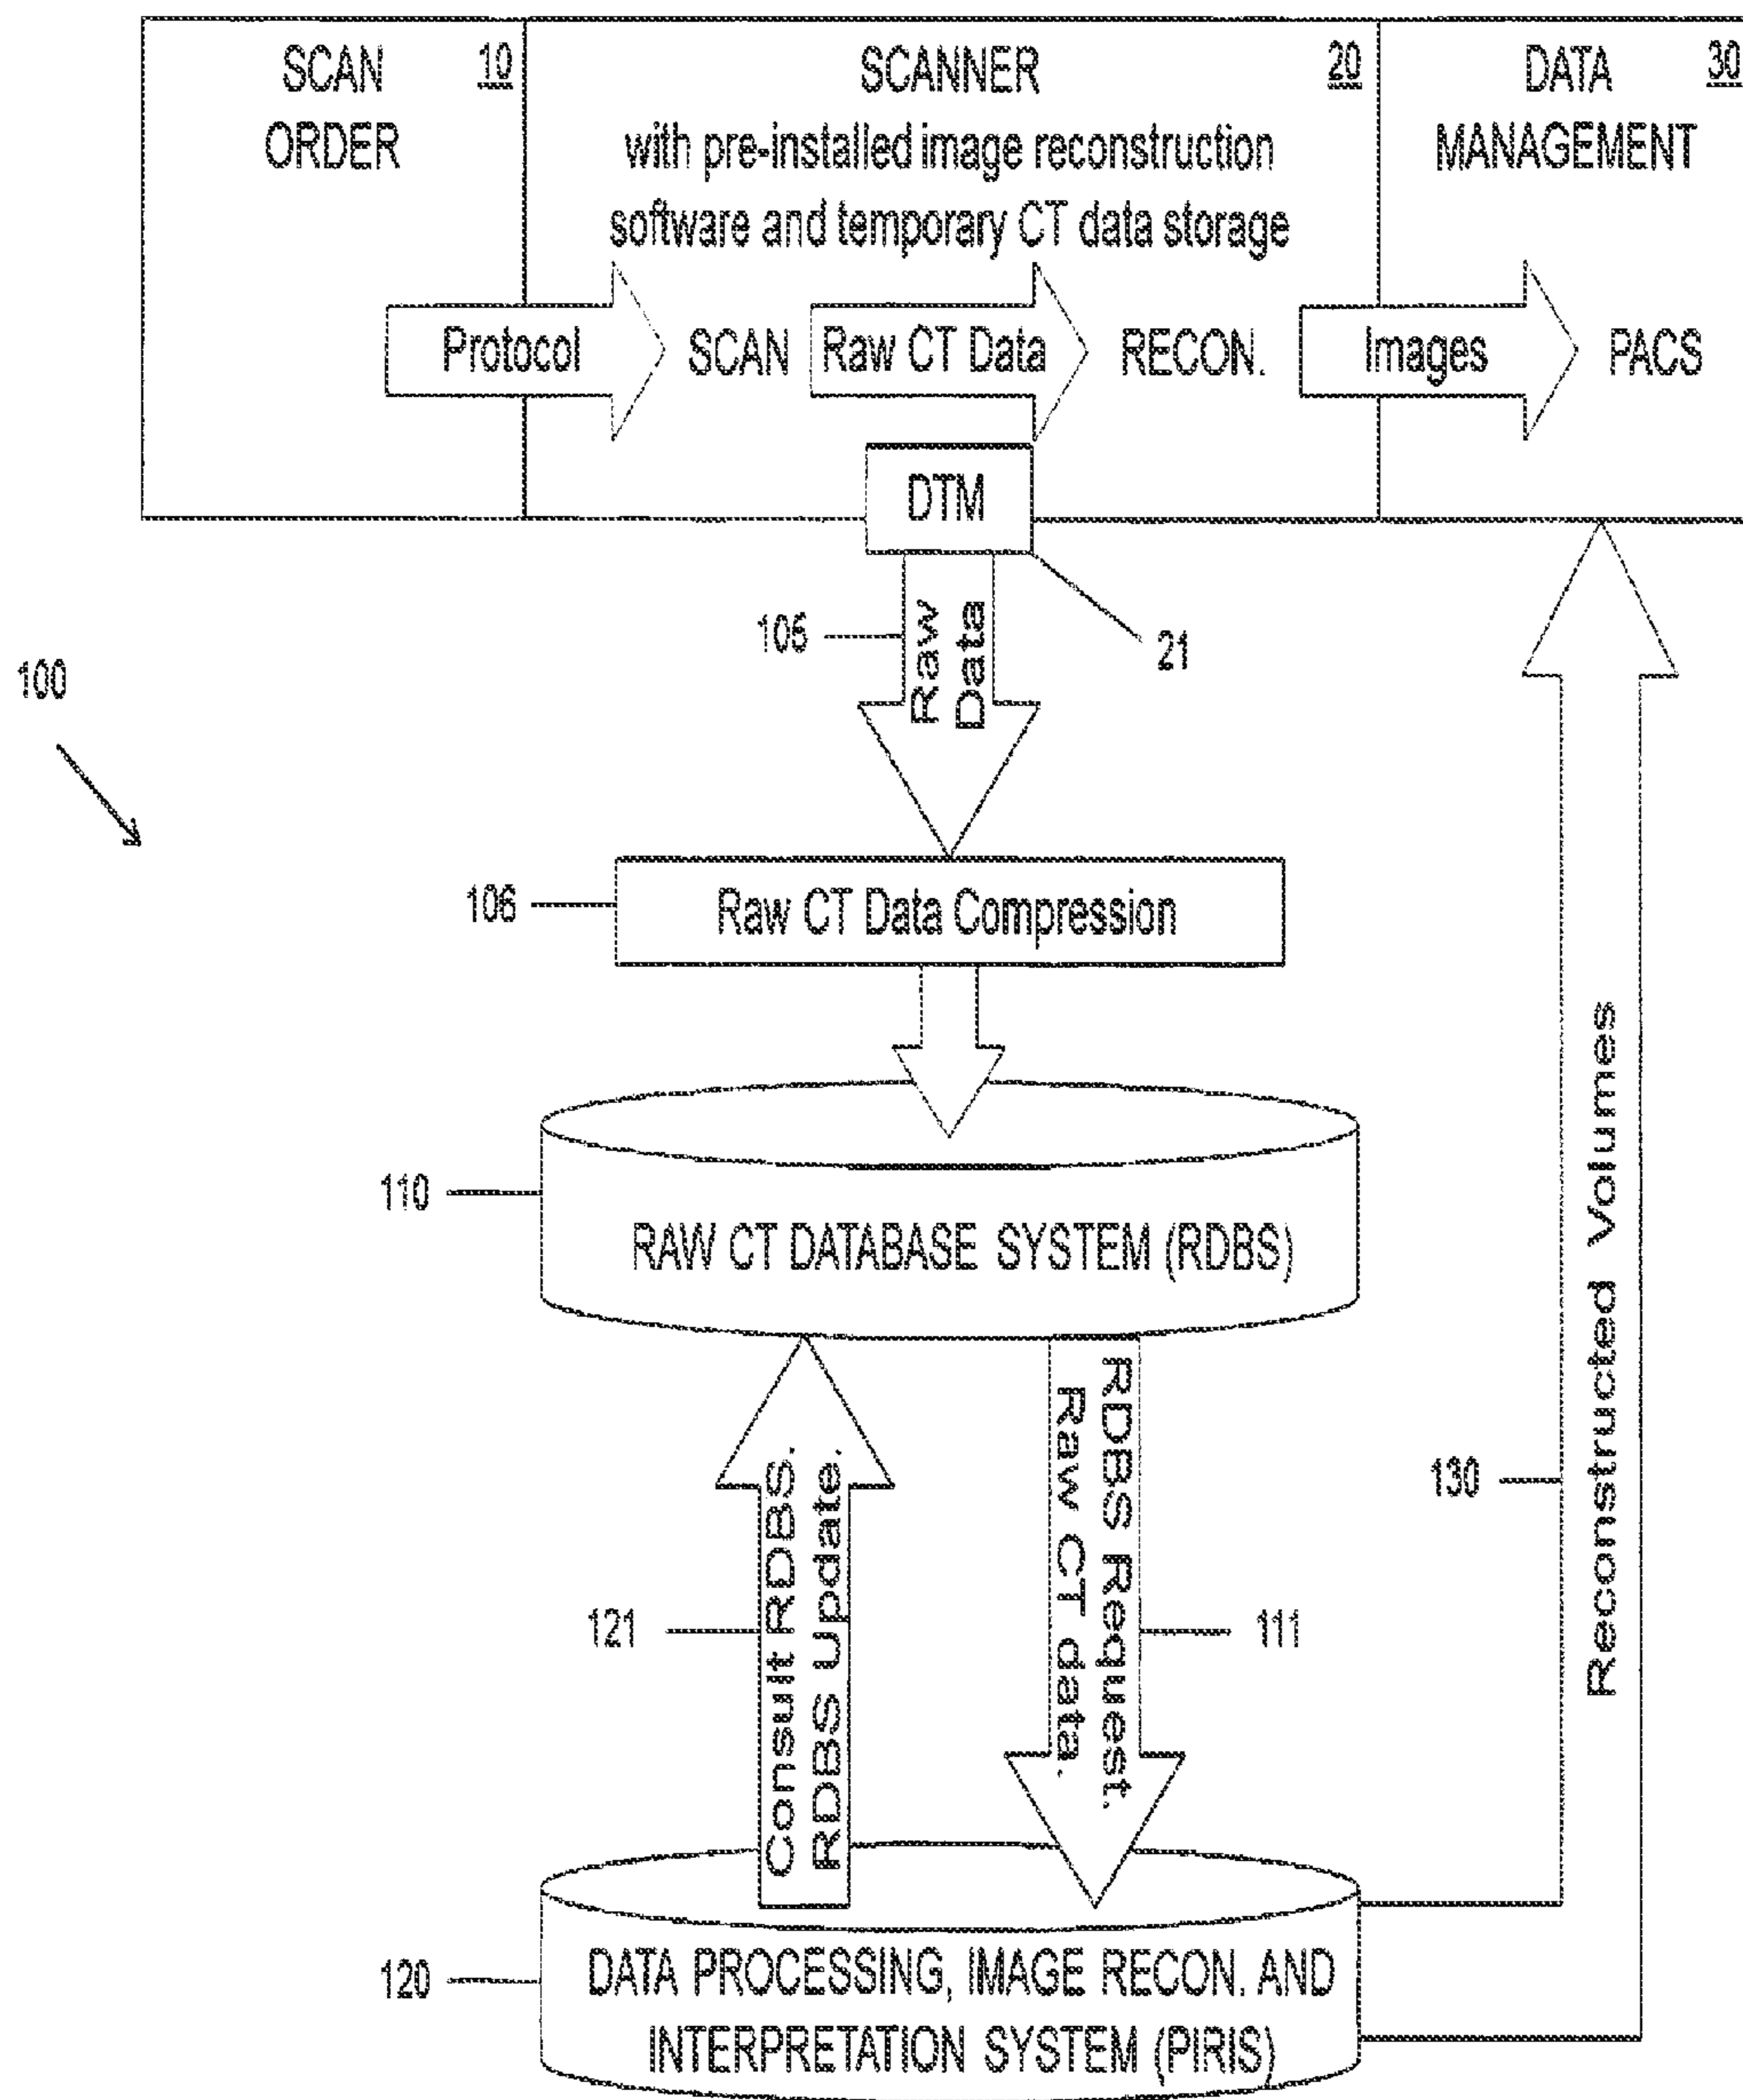 SCAN
ORDER
10
SCANNER
20
with pre-installed image reconstruction
software and temporary CT data storage
DATA
MANAGEMENT
30
Protocol
SCAN
Raw CT Data
RECON.
Images
PACS
DTM
21
105
Raw
Data
100
106
Raw CT Data Compression
110
RAW CT DATABASE SYSTEM (RDBS)
121
Consult RDBS.
RDBS Update.
RDBS Request.
Raw CT data.
111
130
Reconstructed Volumes
120
DATA PROCESSING, IMAGE RECON. AND
INTERPRETATION SYSTEM (PIRIS)